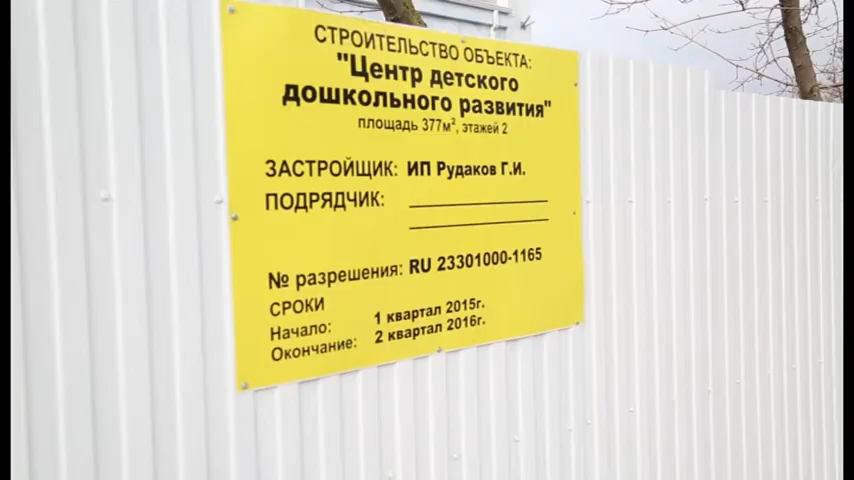 СТРОИТЕЛЬСТВО ОБЪЕКТА:
"Центр детского
дошкольного развития"
площадь 377м², этажей 2
ЗАСТРОЙЩИК: ИП Рудаков Г.И.
ПОДРЯДЧИК:
№ разрешения: RU 23301000-1165
СРОКИ
Начало: 1 квартал 2015г.
Окончание: 2 квартал 2016г.